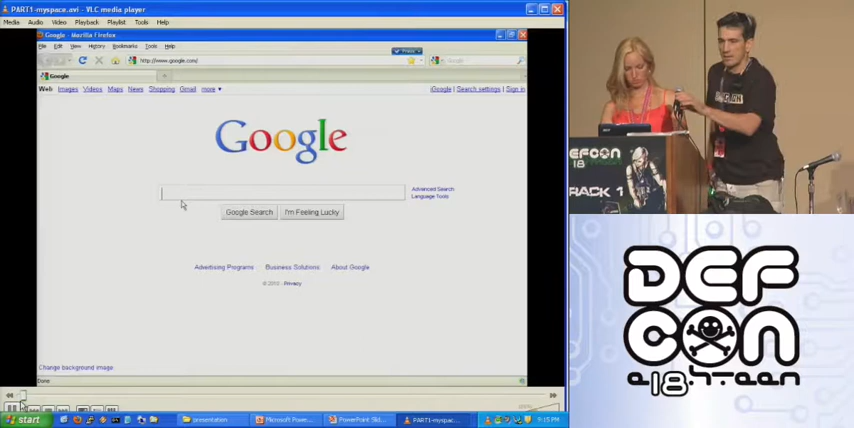 PART1-myspace.avi - VLC media player
Media Audio Video Playback Playlist Tools Help
Google - Mozilla Firefox
File Edit View History Bookmarks Tools Help
http://www.google.com/
Google
Google
Web Images Videos Maps News Shopping Gmail more
iGoogle | Search settings | Sign in
Google
Advanced Search
Language Tools
Google Search
I'm Feeling Lucky
Advertising Programs Business Solutions About Google
© 2010 - Privacy
Change background image
Done
start
presentation
Microsoft Powe...
PowerPoint Slid...
PART1-myspac...
9:15 PM
DEFCON
RACK 1
DEF
CON
e18hteen